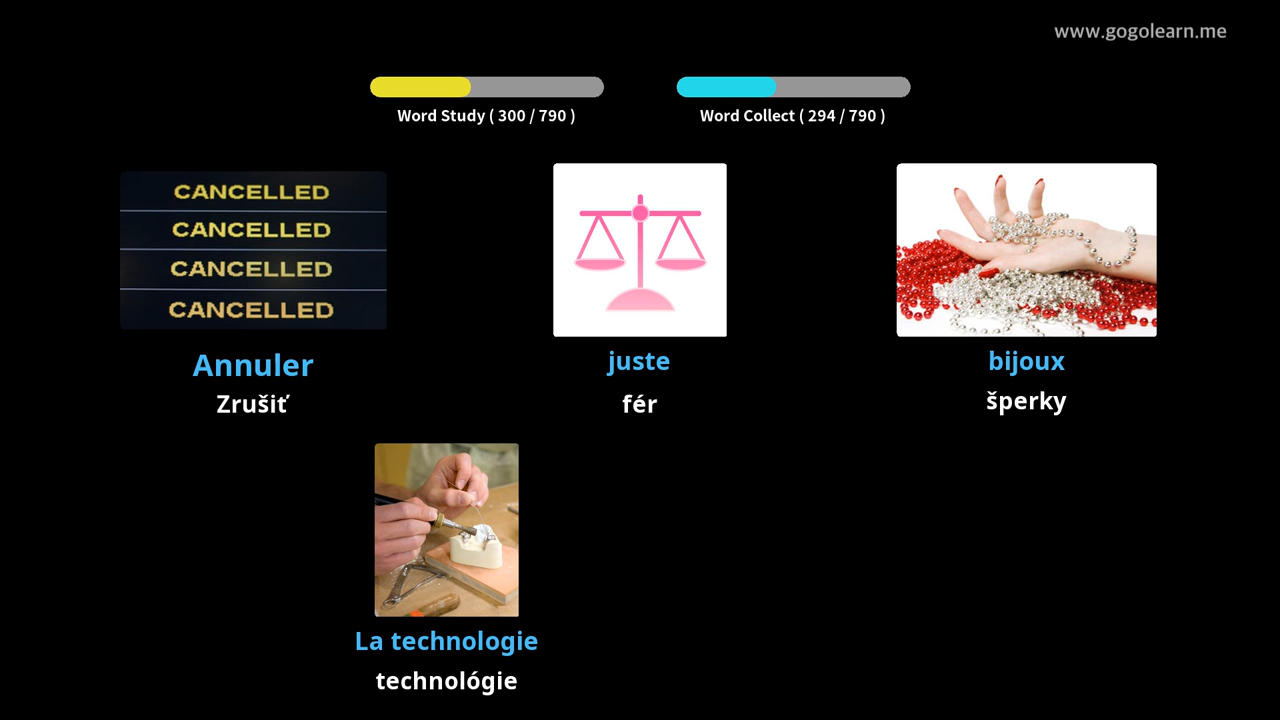 www.gogolearn.me
Word Study ( 300 / 790 )
Word Collect ( 294 / 790 )
CANCELLED
CANCELLED
CANCELLED
CANCELLED
Annuler
Zrušiť
juste
fér
bijoux
šperky
La technologie
technológie